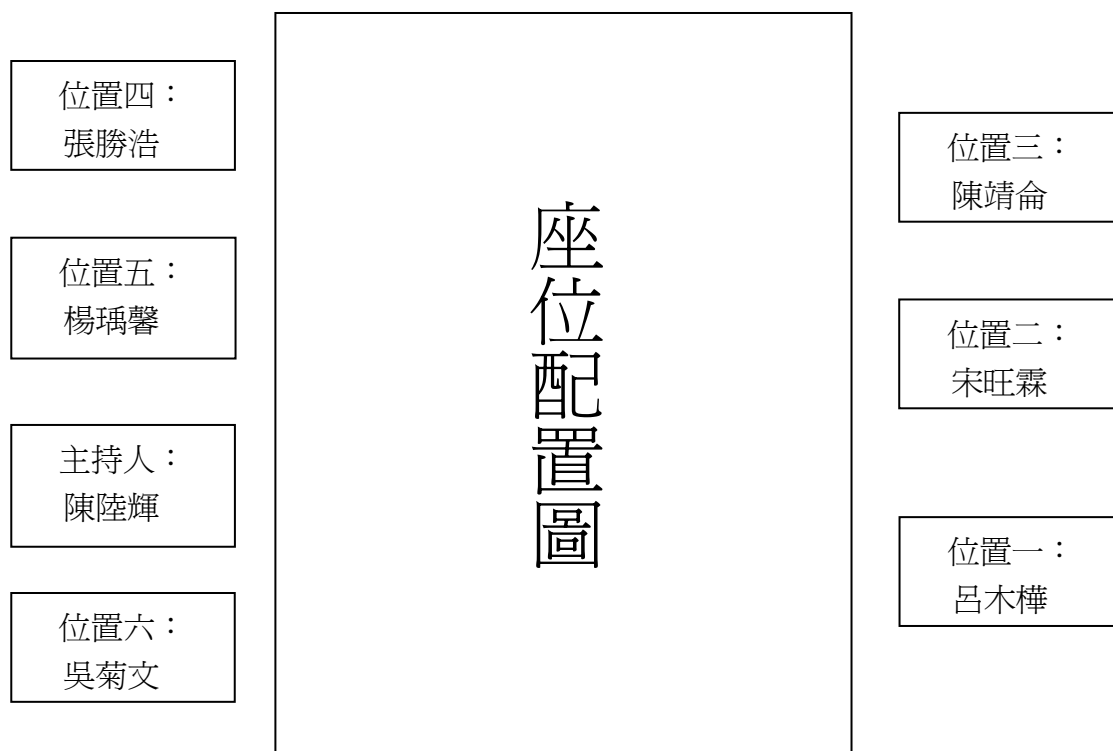 位置四：
張勝浩
位置五：
楊瑀馨
主持人：
陳陸輝
位置六：
吳菊文
座位配置圖
位置三：
陳靖侖
位置二：
宋旺霖
位置一：
呂木樺